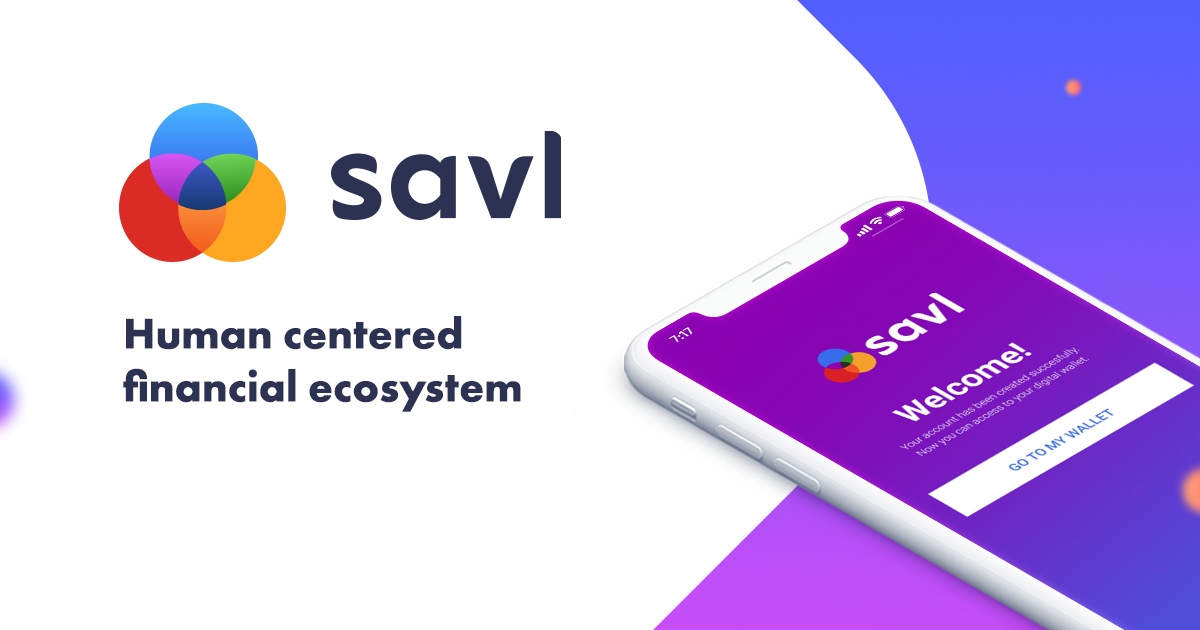 savl
Human centered
financial ecosystem
7:17
savl
Welcome!
Your account has been created succesfully.
Now you can access to your digital wallet.
GO TO MY WALLET